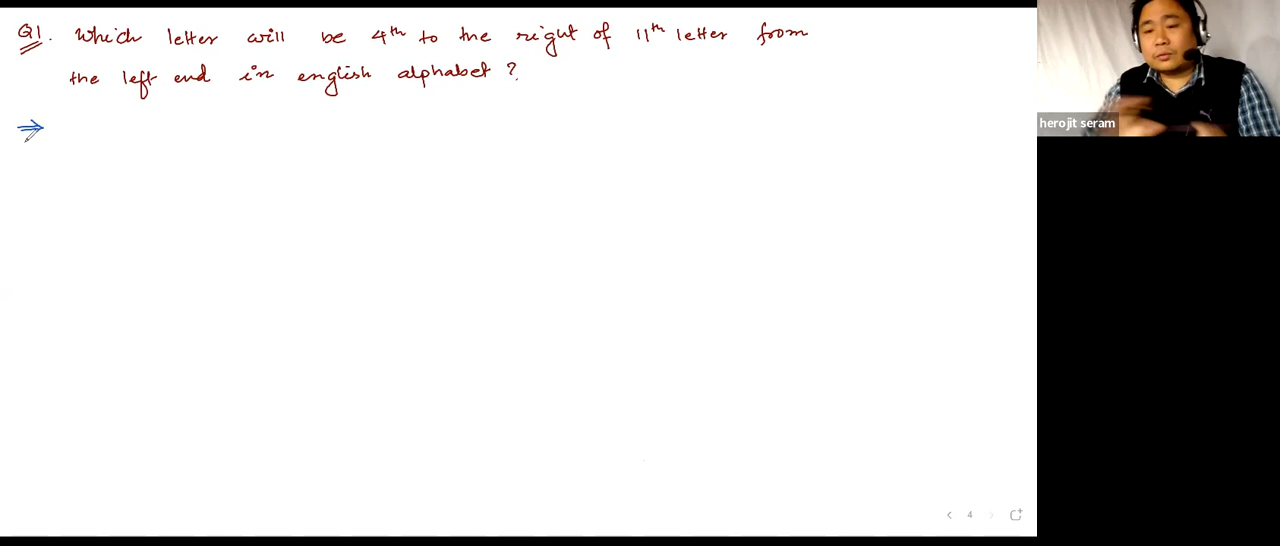 Q1. Which letter will be 4th to the right of 11th letter from
the left end in english alphabet ?
herojit seram
4